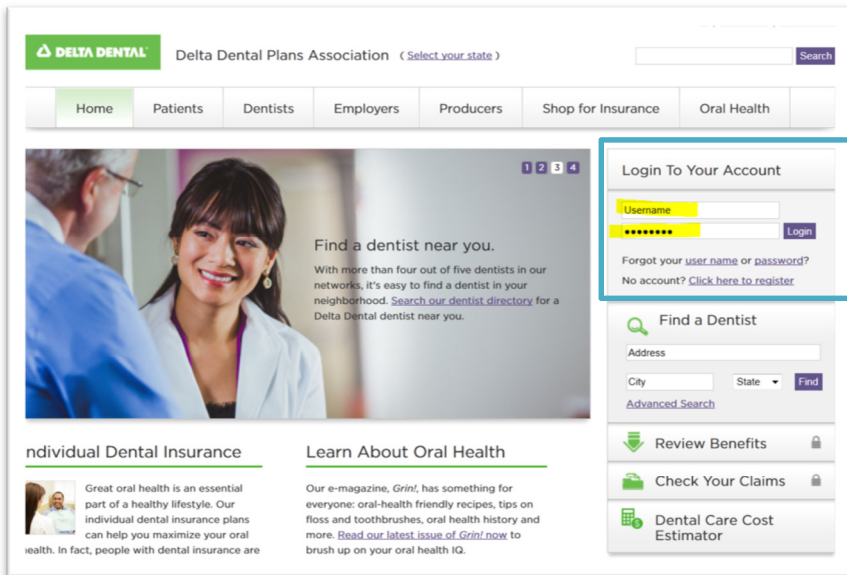 DELTA DENTAL
Delta Dental Plans Association (Select your state)
Search
Home Patients Dentists Employers Producers Shop for Insurance Oral Health
1 2 3 4
Find a dentist near you.
With more than four out of five dentists in our
networks, it's easy to find a dentist in your
neighborhood. Search our dentist directory for a
Delta Dental dentist near you.
Login To Your Account
Username
••••••••
Login
Forgot your user name or password?
No account? Click here to register
Find a Dentist
Address
City State Find
Advanced Search
Review Benefits
Check Your Claims
Dental Care Cost
Estimator
ndividual Dental Insurance
Great oral health is an essential
part of a healthy lifestyle. Our
individual dental insurance plans
can help you maximize your oral
ealth. In fact, people with dental insurance are
Learn About Oral Health
Our e-magazine, Grin!, has something for
everyone: oral-health friendly recipes, tips on
floss and toothbrushes, oral health history and
more. Read our latest issue of Grin! now to
brush up on your oral health IQ.